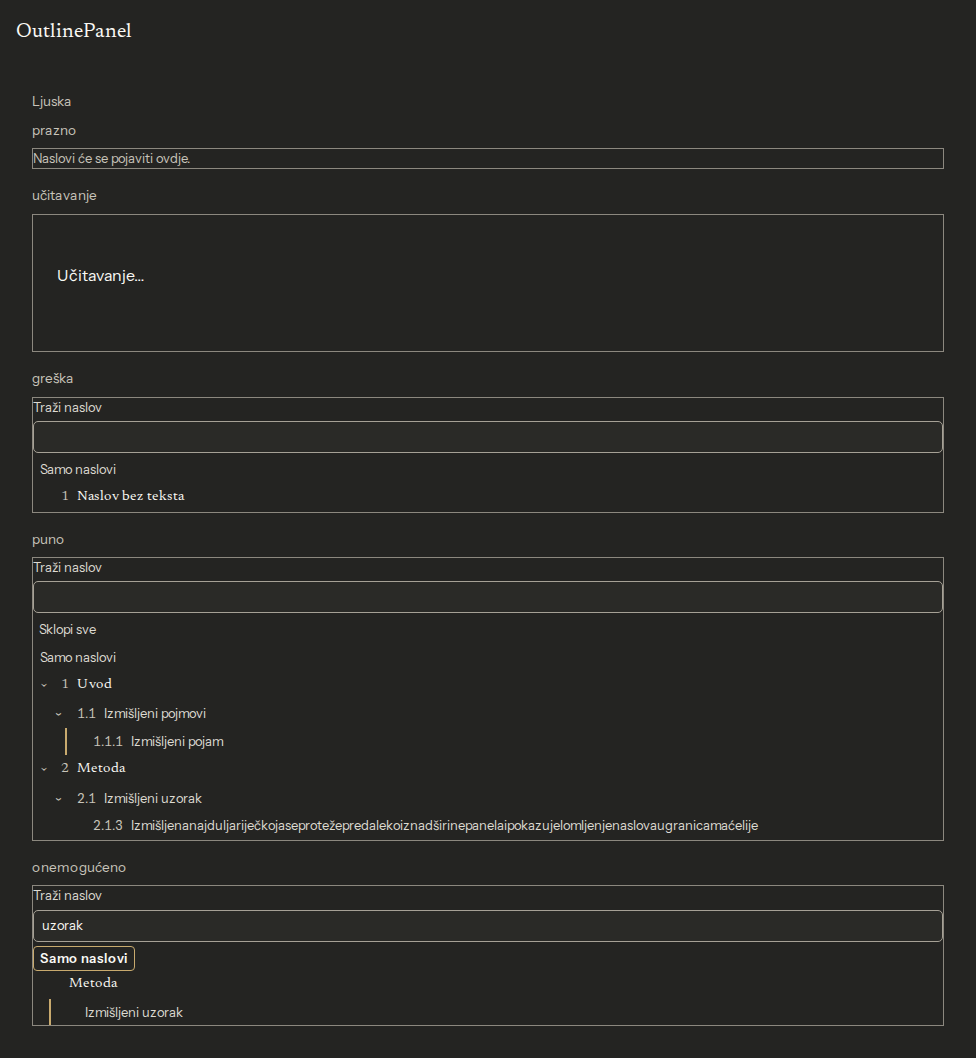 OutlinePanel
Ljuska
prazno
Naslovi će se pojaviti ovdje.
učitavanje
Učitavanje...
greška
Traži naslov
Samo naslovi
1 Naslov bez teksta
puno
Traži naslov
Sklopi sve
Samo naslovi
1 Uvod
1.1 Izmišljeni pojmovi
1.1.1 Izmišljeni pojam
2 Metoda
2.1 Izmišljeni uzorak
2.1.3 Izmišljenanajduljariječkojaseprotežepredalekoiznadširinepanelaipokazujelomljenjenaslovaugranicamaćelije
onemogućeno
Traži naslov
uzorak
Samo naslovi
Metoda
Izmišljeni uzorak